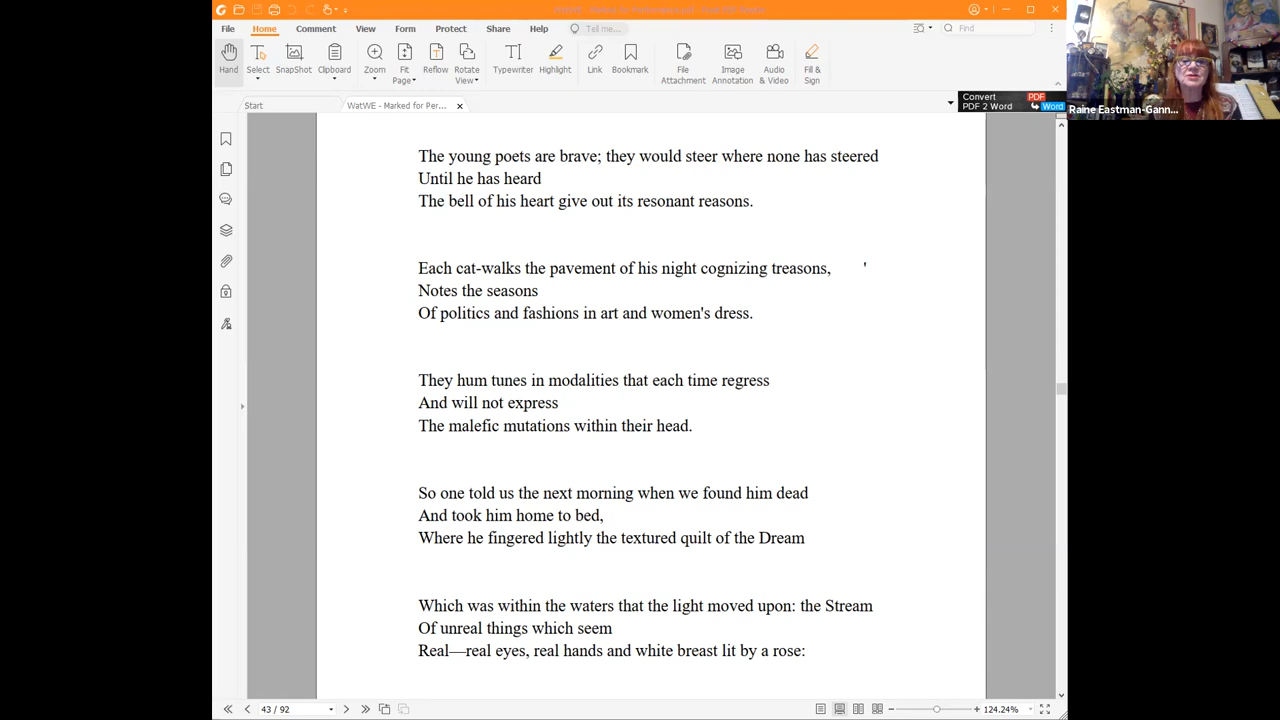 File Home Comment View Form Protect Share Help Tell me... Find
Hand Select SnapShot Clipboard Zoom Fit Page Reflow Rotate View Typewriter Highlight Link Bookmark File Attachment Image Annotation Audio & Video Fill & Sign
Start WatWE - Marked for Per... Convert PDF 2 Word PDF Word
Raine Eastman-Gann...
The young poets are brave; they would steer where none has steered
Until he has heard
The bell of his heart give out its resonant reasons.
Each cat-walks the pavement of his night cognizing treasons, '
Notes the seasons
Of politics and fashions in art and women's dress.
They hum tunes in modalities that each time regress
And will not express
The malefic mutations within their head.
So one told us the next morning when we found him dead
And took him home to bed,
Where he fingered lightly the textured quilt of the Dream
Which was within the waters that the light moved upon: the Stream
Of unreal things which seem
Real—real eyes, real hands and white breast lit by a rose:
43 / 92 124.24%